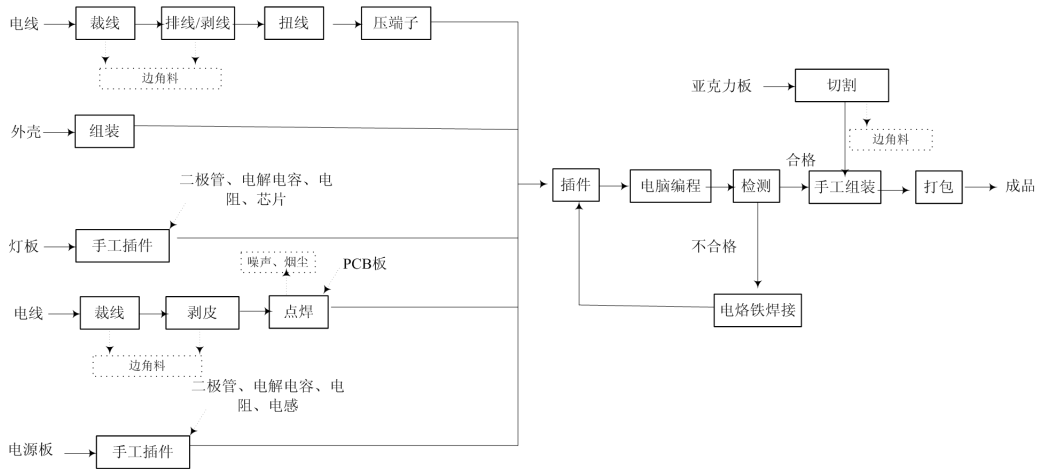 电线
裁线
排线/剥线
扭线
压端子
边角料
亚克力板
切割
边角料
外壳
组装
合格
二极管、电解电容、电
阻、芯片
插件
电脑编程
检测
手工组装
打包
成品
灯板
手工插件
噪声、烟尘
PCB板
不合格
电线
裁线
剥皮
点焊
电烙铁焊接
边角料
二极管、电解电容、电
阻、电感
电源板
手工插件